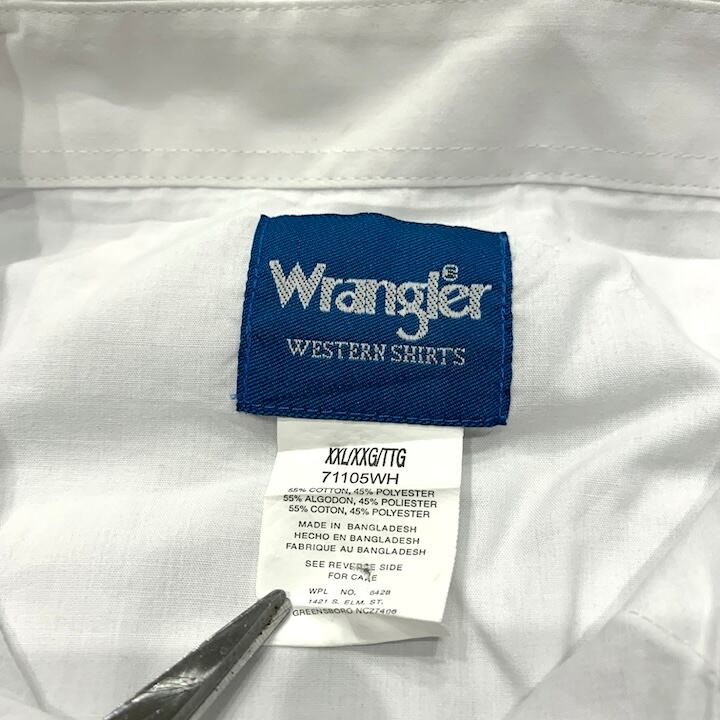 Wrangler
WESTERN SHIRTS
XXL/XXG/TTG
71105WH
55% COTTON, 45% POLYESTER
55% ALGODON, 45% POLIESTER
55% COTON, 45% POLYESTER
MADE IN BANGLADESH
HECHO EN BANGLADESH
FABRIQUE AU BANGLADESH
SEE REVERSE SIDE
FOR CARE
WPL NO. 6428
1421 S. ELM. ST.
GREENSBORO NC27406